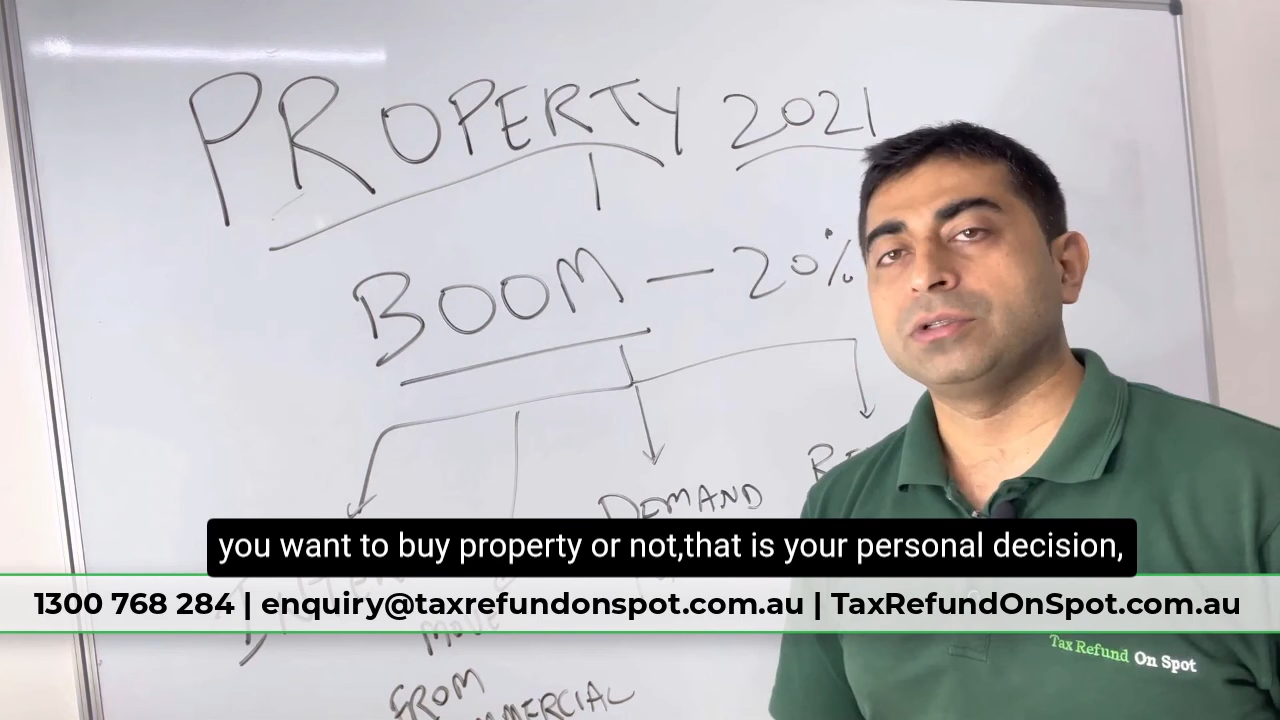 PROPERTY 2021
BOOM — 20%
DEMAND
MOVE
FROM
you want to buy property or not,that is your personal decision,
1300 768 284 | enquiry@taxrefundonspot.com.au | TaxRefundOnSpot.com.au
Tax Refund On Spot